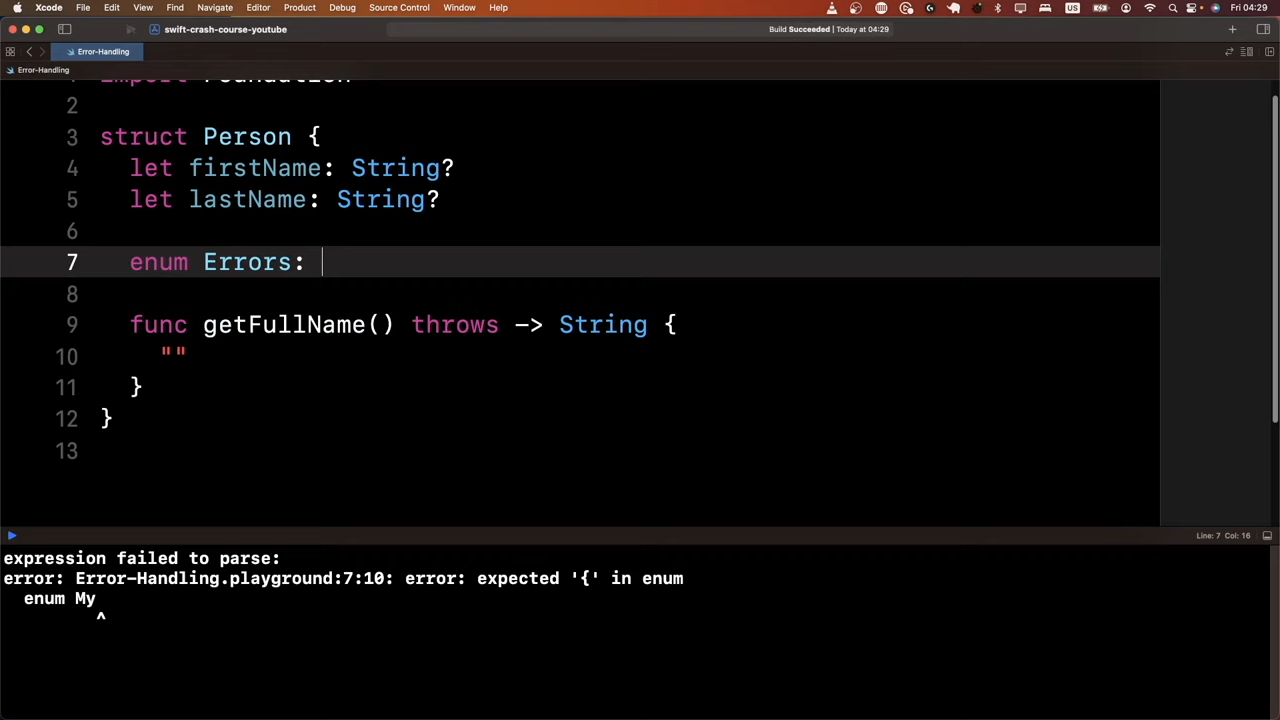 Xcode File Edit View Find Navigate Editor Product Debug Source Control Window Help US Fri 04:29
swift-crash-course-youtube Build Succeeded | Today at 04:29
Error-Handling
Error-Handling
1 import Foundation
2
3 struct Person {
4 let firstName: String?
5 let lastName: String?
6
7 enum Errors:
8
9 func getFullName() throws -> String {
10 ""
11 }
12 }
13
Line: 7 Col: 16
expression failed to parse:
error: Error-Handling.playground:7:10: error: expected '{' in enum
enum My
^